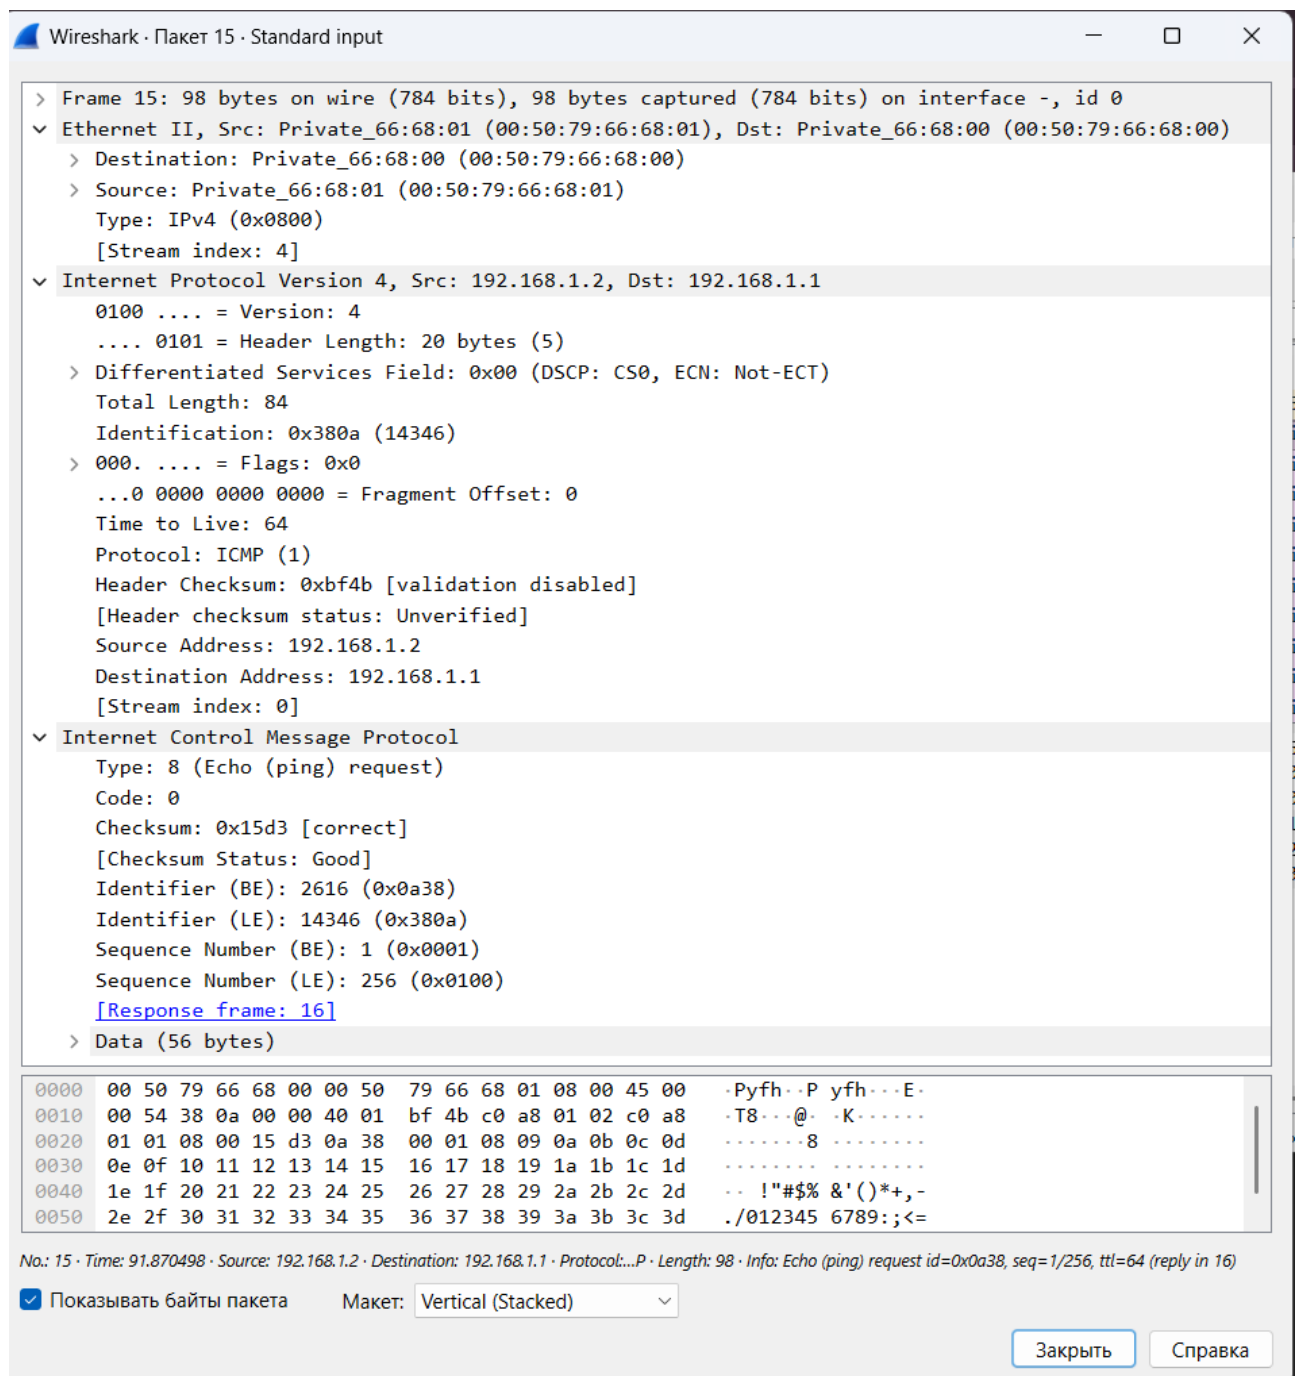 Wireshark · Пакет 15 · Standard input
Frame 15: 98 bytes on wire (784 bits), 98 bytes captured (784 bits) on interface -, id 0
Ethernet II, Src: Private_66:68:01 (00:50:79:66:68:01), Dst: Private_66:68:00 (00:50:79:66:68:00)
Destination: Private_66:68:00 (00:50:79:66:68:00)
Source: Private_66:68:01 (00:50:79:66:68:01)
Type: IPv4 (0x0800)
[Stream index: 4]
Internet Protocol Version 4, Src: 192.168.1.2, Dst: 192.168.1.1
0100 .... = Version: 4
.... 0101 = Header Length: 20 bytes (5)
Differentiated Services Field: 0x00 (DSCP: CS0, ECN: Not-ECT)
Total Length: 84
Identification: 0x380a (14346)
000. .... = Flags: 0x0
...0 0000 0000 0000 = Fragment Offset: 0
Time to Live: 64
Protocol: ICMP (1)
Header Checksum: 0xbf4b [validation disabled]
[Header checksum status: Unverified]
Source Address: 192.168.1.2
Destination Address: 192.168.1.1
[Stream index: 0]
Internet Control Message Protocol
Type: 8 (Echo (ping) request)
Code: 0
Checksum: 0x15d3 [correct]
[Checksum Status: Good]
Identifier (BE): 2616 (0x0a38)
Identifier (LE): 14346 (0x380a)
Sequence Number (BE): 1 (0x0001)
Sequence Number (LE): 256 (0x0100)
[Response frame: 16]
Data (56 bytes)
0000 00 50 79 66 68 00 00 50 79 66 68 01 08 00 45 00 ·Pyfh··P yfh···E·
0010 00 54 38 0a 00 00 40 01 bf 4b c0 a8 01 02 c0 a8 ·T8···@· ·K······
0020 01 01 08 00 15 d3 0a 38 00 01 08 09 0a 0b 0c 0d ·······8 ········
0030 0e 0f 10 11 12 13 14 15 16 17 18 19 1a 1b 1c 1d ········ ········
0040 1e 1f 20 21 22 23 24 25 26 27 28 29 2a 2b 2c 2d ·· !"#$% &'()*+,-
0050 2e 2f 30 31 32 33 34 35 36 37 38 39 3a 3b 3c 3d ./012345 6789:;<=
No.: 15 · Time: 91.870498 · Source: 192.168.1.2 · Destination: 192.168.1.1 · Protocol:...P · Length: 98 · Info: Echo (ping) request id=0x0a38, seq=1/256, ttl=64 (reply in 16)
Показывать байты пакета Макет: Vertical (Stacked)
Закрыть Справка